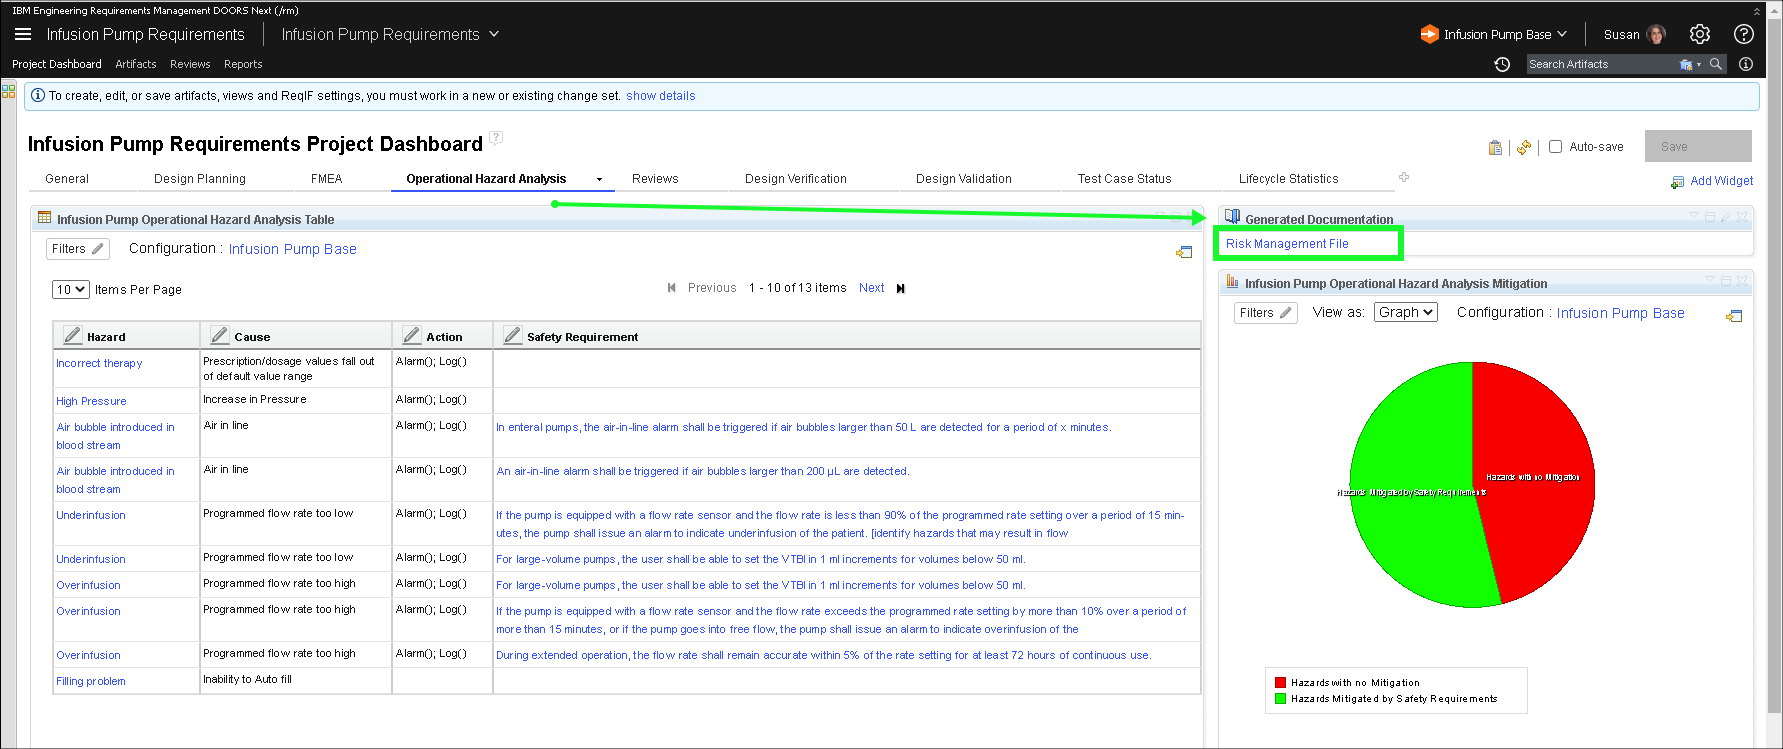 IBM Engineering Requirements Management DOORS Next (/rm)
Infusion Pump Requirements
Infusion Pump Requirements
Infusion Pump Base
Susan
Project Dashboard
Artifacts
Reviews
Reports
Search Artifacts
To create, edit, or save artifacts, views and ReqIF settings, you must work in a new or existing change set. show details
Infusion Pump Requirements Project Dashboard
Auto-save
Save
General
Design Planning
FMEA
Operational Hazard Analysis
Reviews
Design Verification
Design Validation
Test Case Status
Lifecycle Statistics
Add Widget
Infusion Pump Operational Hazard Analysis Table
Filters
Configuration : Infusion Pump Base
10 Items Per Page
Previous 1 - 10 of 13 items Next
Hazard
Cause
Action
Safety Requirement
Incorrect therapy
Prescription/dosage values fall out
of default value range
Alarm(); Log()
High Pressure
Increase in Pressure
Alarm(); Log()
Air bubble introduced in
blood stream
Air in line
Alarm(); Log()
In enteral pumps, the air-in-line alarm shall be triggered if air bubbles larger than 50 L are detected for a period of x minutes.
Air bubble introduced in
blood stream
Air in line
Alarm(); Log()
An air-in-line alarm shall be triggered if air bubbles larger than 200 µL are detected.
Underinfusion
Programmed flow rate too low
Alarm(); Log()
If the pump is equipped with a flow rate sensor and the flow rate is less than 90% of the programmed rate setting over a period of 15 min-
utes, the pump shall issue an alarm to indicate underinfusion of the patient. [identify hazards that may result in flow
Underinfusion
Programmed flow rate too low
Alarm(); Log()
For large-volume pumps, the user shall be able to set the VTBI in 1 ml increments for volumes below 50 ml.
Overinfusion
Programmed flow rate too high
Alarm(); Log()
For large-volume pumps, the user shall be able to set the VTBI in 1 ml increments for volumes below 50 ml.
Overinfusion
Programmed flow rate too high
Alarm(); Log()
If the pump is equipped with a flow rate sensor and the flow rate exceeds the programmed rate setting by more than 10% over a period of
more than 15 minutes, or if the pump goes into free flow, the pump shall issue an alarm to indicate overinfusion of the
Overinfusion
Programmed flow rate too high
Alarm(); Log()
During extended operation, the flow rate shall remain accurate within 5% of the rate setting for at least 72 hours of continuous use.
Filling problem
Inability to Auto fill
Generated Documentation
Risk Management File
Infusion Pump Operational Hazard Analysis Mitigation
Filters
View as: Graph
Configuration : Infusion Pump Base
Hazards with no Mitigation
Hazards Mitigated by Safety Requirements
Hazards with no Mitigation
Hazards Mitigated by Safety Requirements